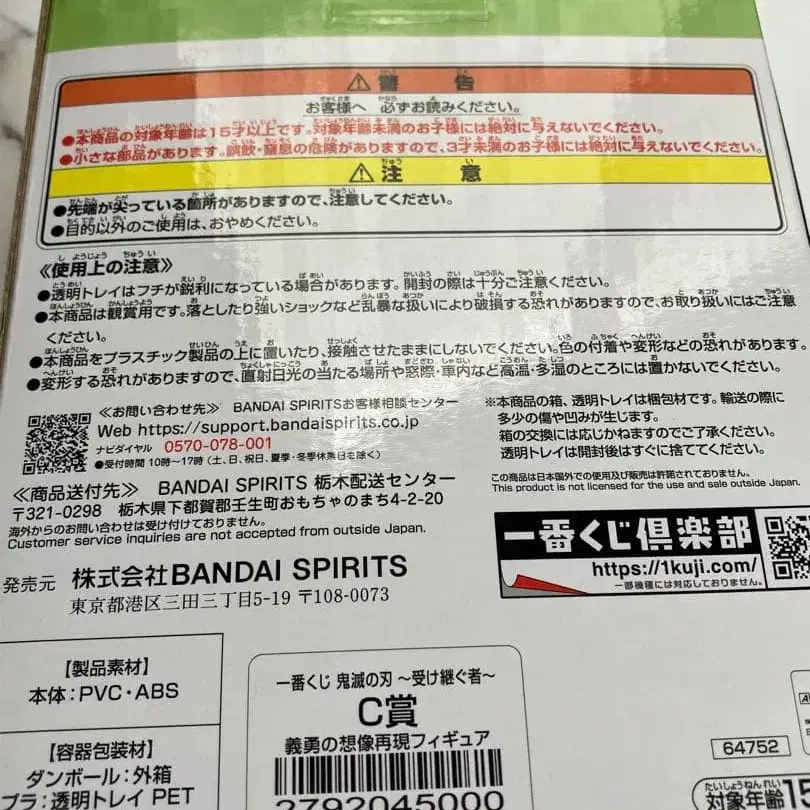 ⚠警告
お客様へ 必ずお読みください。
●本商品の対象年齢は15才以上です。対象年齢未満のお子様には絶対に与えないでください。
●小さな部品があります。誤飲・窒息の危険がありますので、3才未満のお子様には絶対に与えないでください。
⚠注意
●先端が尖っている箇所がありますので、注意してください。
●目的以外のご使用は、おやめください。
《使用上の注意》
●透明トレイはフチが鋭利になっている場合があります。開封の際は十分ご注意ください。
●本商品は観賞用です。落としたり強いショックなど乱暴な扱いにより破損する恐れがありますので、お取り扱いにはご注意
ください。
●本商品をプラスチック製品の上に置いたり、接触させたままにしないでください。色の付着や変形などの恐れがあります。
●変形する恐れがありますので、直射日光の当たる場所や窓際・車内など高温・多湿のところには置かないでください。
≪お問い合わせ先≫ BANDAI SPIRITSお客様相談センター
Web https://support.bandaispirits.co.jp
ナビダイヤル 0570-078-001
●受付時間 10時～17時(土、日、祝日、夏季・冬季休業日を除く)
※本商品の箱、透明トレイは梱包材です。輸送の際に
多少の傷や凹みが生じます。
箱の交換には応じかねますのでご了承ください。
透明トレイは開封後はすぐに捨ててください。
≪商品送付先≫ BANDAI SPIRITS 栃木配送センター
〒321-0298 栃木県下都賀郡壬生町おもちゃのまち4-2-20
海外からのお問い合わせは受け付けておりません。
Customer service inquiries are not accepted from outside Japan.
この商品は日本国外での使用及び販売は許諾されておりません。
This product is not licensed for the use and sale outside Japan.
一番くじ倶楽部
https://1kuji.com/
一部機種には対応しておりません。
発売元 株式会社BANDAI SPIRITS
東京都港区三田三丁目5-19 〒108-0073
【製品素材】
本体：PVC・ABS
【容器包装材】
ダンボール：外箱
プラ：透明トレイ PET
一番くじ 鬼滅の刃 ～受け継ぐ者～
C賞
義勇の想像再現フィギュア
2792045000
64752
対象年齢15